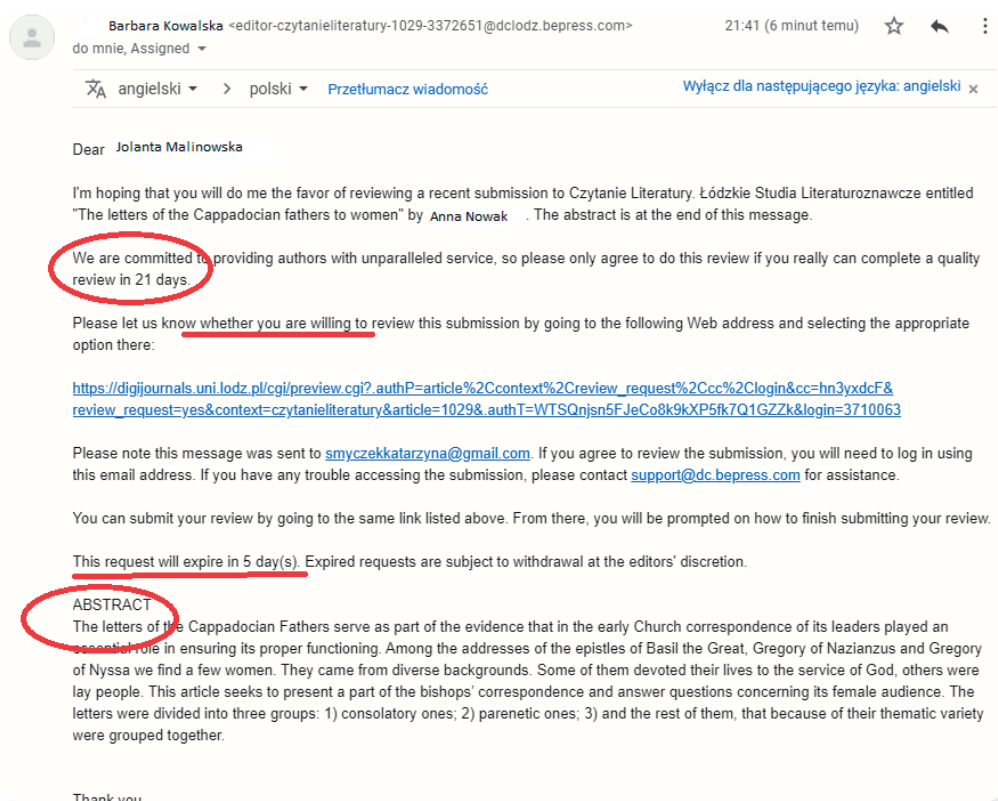 Barbara Kowalska <editor-czytanieliteratury-1029-3372651@dclodz.bepress.com> 21:41 (6 minut temu)
do mnie, Assigned
angielski > polski Przetłumacz wiadomość Wyłącz dla następującego języka: angielski x
Dear Jolanta Malinowska
I'm hoping that you will do me the favor of reviewing a recent submission to Czytanie Literatury. Łódzkie Studia Literaturoznawcze entitled
"The letters of the Cappadocian fathers to women" by Anna Nowak . The abstract is at the end of this message.
We are committed to providing authors with unparalleled service, so please only agree to do this review if you really can complete a quality
review in 21 days.
Please let us know whether you are willing to review this submission by going to the following Web address and selecting the appropriate
option there:
https://digijournals.uni.lodz.pl/cgi/preview.cgi?.authP=article%2Ccontext%2Creview_request%2Ccc%2Clogin&cc=hn3yxdcF&
review_request=yes&context=czytanieliteratury&article=1029&.authT=WTSQnjsn5FJeCo8k9kXP5fk7Q1GZZk&login=3710063
Please note this message was sent to smyczekkatarzyna@gmail.com. If you agree to review the submission, you will need to log in using
this email address. If you have any trouble accessing the submission, please contact support@dc.bepress.com for assistance.
You can submit your review by going to the same link listed above. From there, you will be prompted on how to finish submitting your review.
This request will expire in 5 day(s). Expired requests are subject to withdrawal at the editors' discretion.
ABSTRACT
The letters of the Cappadocian Fathers serve as part of the evidence that in the early Church correspondence of its leaders played an
essential role in ensuring its proper functioning. Among the addresses of the epistles of Basil the Great, Gregory of Nazianzus and Gregory
of Nyssa we find a few women. They came from diverse backgrounds. Some of them devoted their lives to the service of God, others were
lay people. This article seeks to present a part of the bishops' correspondence and answer questions concerning its female audience. The
letters were divided into three groups: 1) consolatory ones; 2) parenetic ones; 3) and the rest of them, that because of their thematic variety
were grouped together.
Thank you